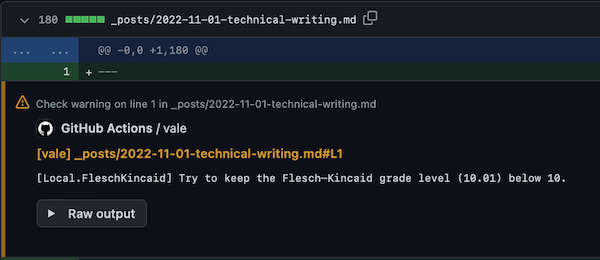 180 _posts/2022-11-01-technical-writing.md
... ... @@ -0,0 +1,180 @@
1 + ---
Check warning on line 1 in _posts/2022-11-01-technical-writing.md
GitHub Actions / vale
[vale] _posts/2022-11-01-technical-writing.md#L1
[Local.FleschKincaid] Try to keep the Flesch–Kincaid grade level (10.01) below 10.
Raw output